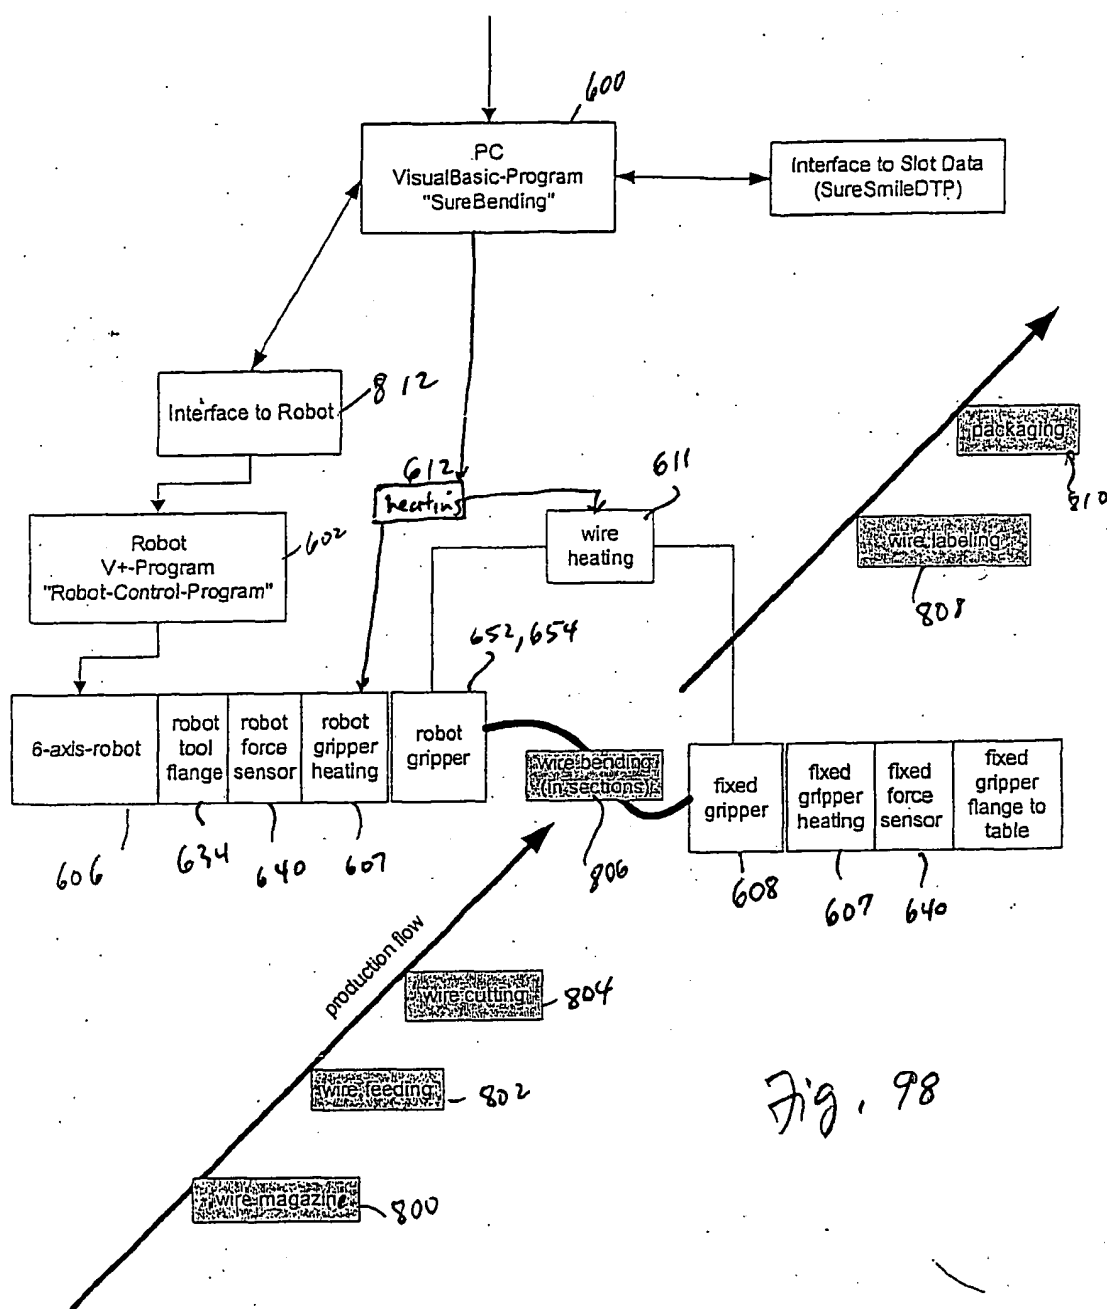 600
PC
VisualBasic-Program
"SureBending"
Interface to Slot Data
(SureSmileDTP)
Interface to Robot
812
612
heating
611
wire
heating
packaging
810
Robot
V+-Program
"Robot-Control-Program"
602
wire labeling
808
652, 654
6-axis-robot
robot
tool
flange
robot
force
sensor
robot
gripper
heating
robot
gripper
wire bending
(in sections)
fixed
gripper
fixed
gripper
heating
fixed
force
sensor
fixed
gripper
flange to
table
606
634
640
607
806
608
607
640
production flow
wire cutting
804
wire feeding
802
Fig. 98
wire magazine
800